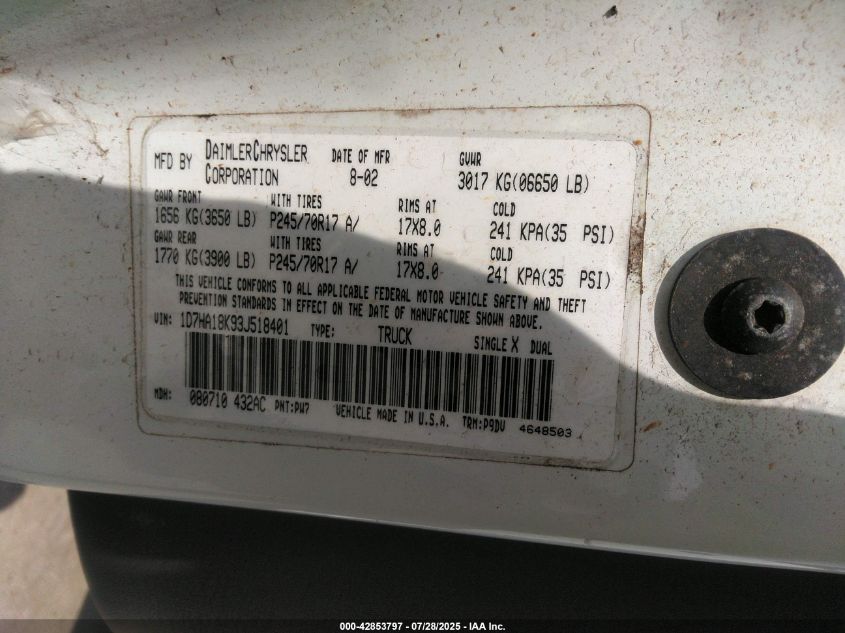 MFD BY DAIMLERCHRYSLER CORPORATION
DATE OF MFR 8-02
GVWR 3017 KG(06650 LB)
GAWR FRONT WITH TIRES RIMS AT COLD
1656 KG(3650 LB) P245/70R17 A/ 17X8.0 241 KPA(35 PSI)
GAWR REAR WITH TIRES RIMS AT COLD
1770 KG(3900 LB) P245/70R17 A/ 17X8.0 241 KPA(35 PSI)
THIS VEHICLE CONFORMS TO ALL APPLICABLE FEDERAL MOTOR VEHICLE SAFETY AND THEFT
PREVENTION STANDARDS IN EFFECT ON THE DATE OF MANUFACTURE SHOWN ABOVE.
VIN: 1D7HA18K93J518401 TYPE: TRUCK SINGLE X DUAL
MDH: 080710 432AC PNT:PW7 VEHICLE MADE IN U.S.A. TRM:P9DV 4648503
000-42853797 - 07/28/2025 - IAA Inc.